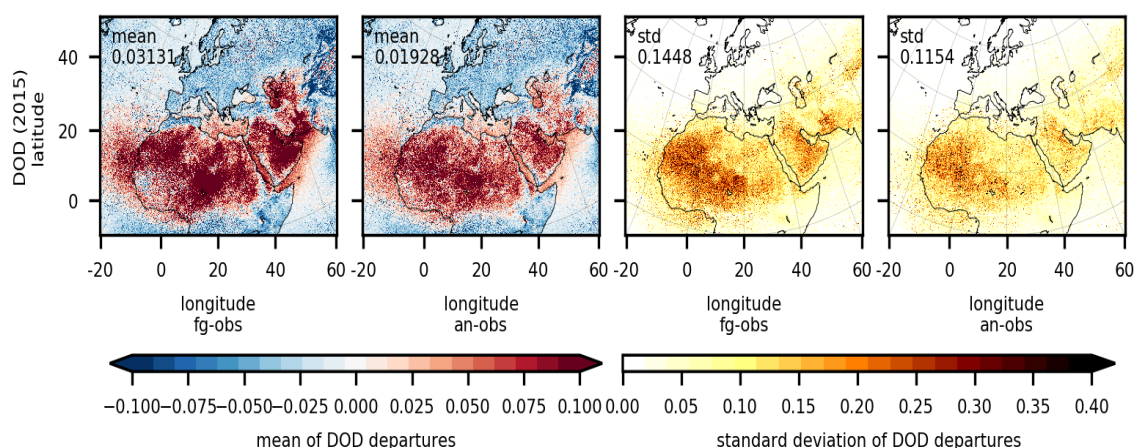 mean
0.03131
mean
0.01928
std
0.1448
std
0.1154
DOD (2015)
latitude
40
20
0
-20 0 20 40 60
-20 0 20 40 60
-20 0 20 40 60
-20 0 20 40 60
longitude
fg-obs
longitude
an-obs
longitude
fg-obs
longitude
an-obs
−0.100 −0.075 −0.050 −0.025 0.000 0.025 0.050 0.075 0.100
mean of DOD departures
0.00 0.05 0.10 0.15 0.20 0.25 0.30 0.35 0.40
standard deviation of DOD departures